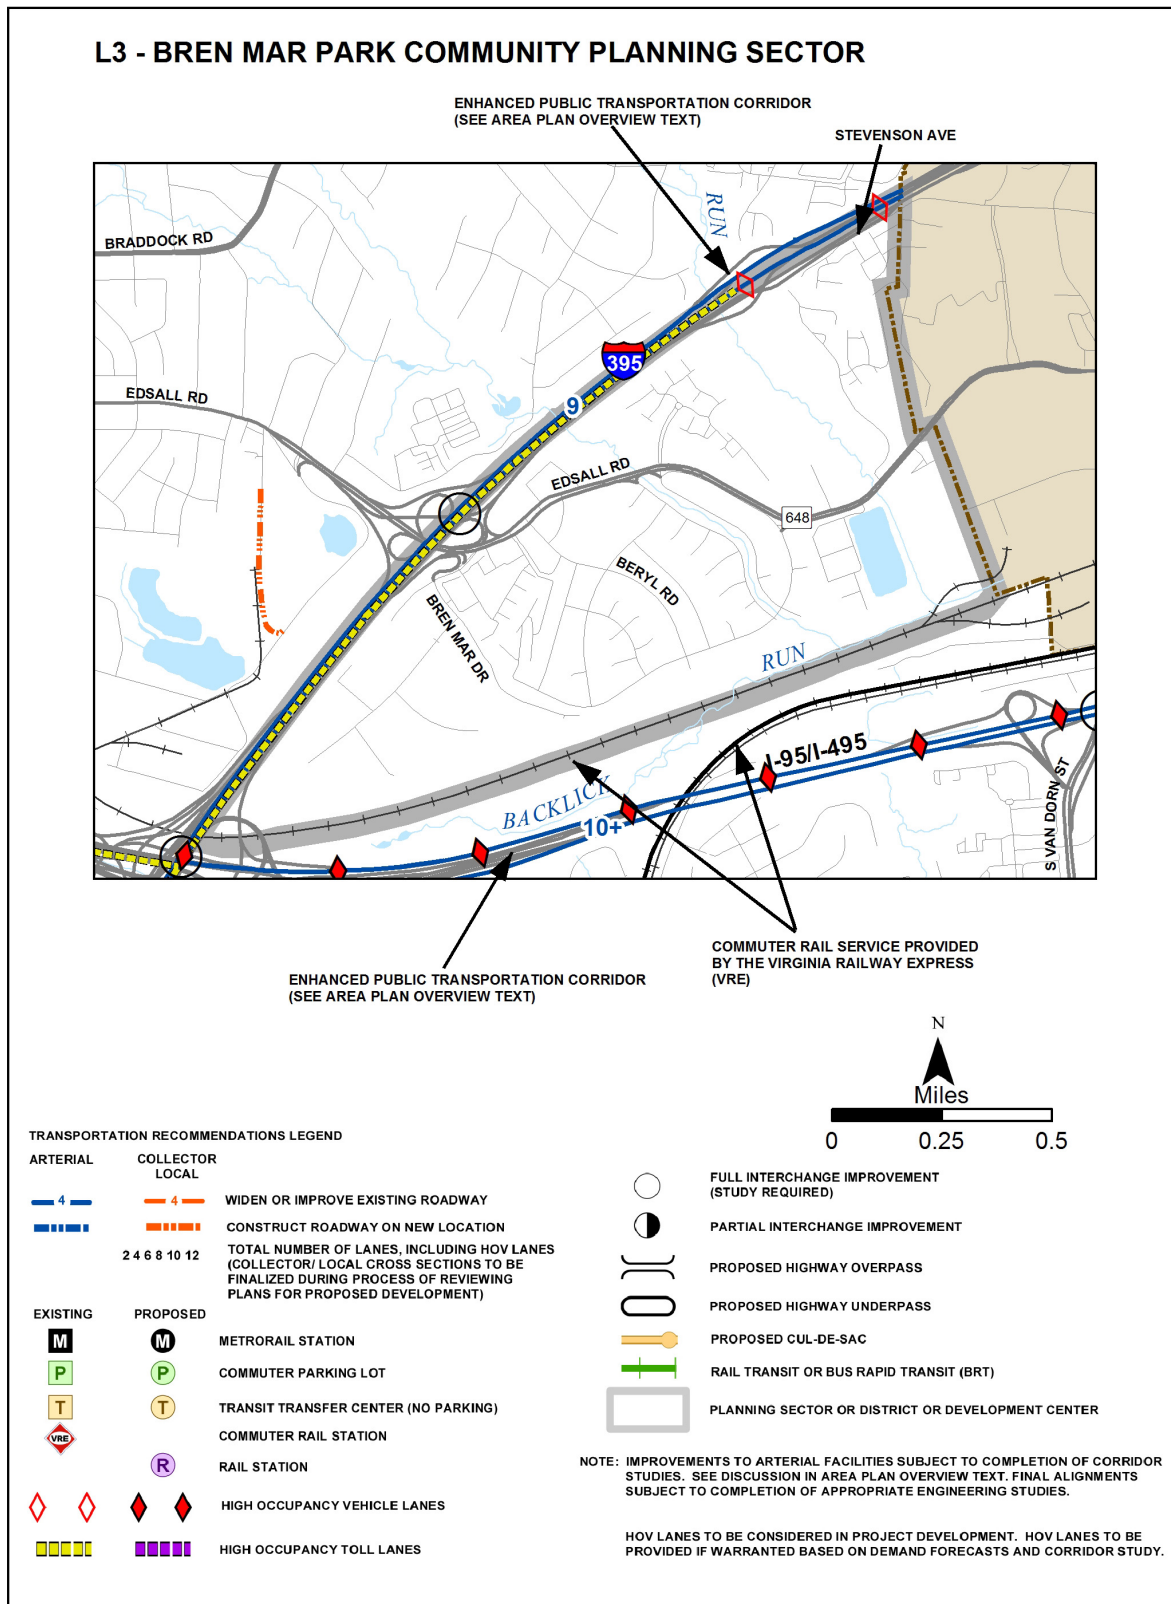 L3 - BREN MAR PARK COMMUNITY PLANNING SECTOR
ENHANCED PUBLIC TRANSPORTATION CORRIDOR
(SEE AREA PLAN OVERVIEW TEXT)
STEVENSON AVE
RUN
BRADDOCK RD
395
EDSALL RD
9
EDSALL RD
648
BERYL RD
BREN MAR DR
RUN
I-95/I-495
BACKLICK
10+
S VAN DORN ST
COMMUTER RAIL SERVICE PROVIDED
BY THE VIRGINIA RAILWAY EXPRESS
(VRE)
ENHANCED PUBLIC TRANSPORTATION CORRIDOR
(SEE AREA PLAN OVERVIEW TEXT)
N
Miles
0 0.25 0.5
TRANSPORTATION RECOMMENDATIONS LEGEND
ARTERIAL COLLECTOR
LOCAL
4 4 WIDEN OR IMPROVE EXISTING ROADWAY
CONSTRUCT ROADWAY ON NEW LOCATION
2 4 6 8 10 12 TOTAL NUMBER OF LANES, INCLUDING HOV LANES
(COLLECTOR/ LOCAL CROSS SECTIONS TO BE
FINALIZED DURING PROCESS OF REVIEWING
PLANS FOR PROPOSED DEVELOPMENT)
EXISTING PROPOSED
M M METRORAIL STATION
P P COMMUTER PARKING LOT
T T TRANSIT TRANSFER CENTER (NO PARKING)
VRE COMMUTER RAIL STATION
R RAIL STATION
HIGH OCCUPANCY VEHICLE LANES
HIGH OCCUPANCY TOLL LANES
FULL INTERCHANGE IMPROVEMENT
(STUDY REQUIRED)
PARTIAL INTERCHANGE IMPROVEMENT
PROPOSED HIGHWAY OVERPASS
PROPOSED HIGHWAY UNDERPASS
PROPOSED CUL-DE-SAC
RAIL TRANSIT OR BUS RAPID TRANSIT (BRT)
PLANNING SECTOR OR DISTRICT OR DEVELOPMENT CENTER
NOTE: IMPROVEMENTS TO ARTERIAL FACILITIES SUBJECT TO COMPLETION OF CORRIDOR
STUDIES. SEE DISCUSSION IN AREA PLAN OVERVIEW TEXT. FINAL ALIGNMENTS
SUBJECT TO COMPLETION OF APPROPRIATE ENGINEERING STUDIES.
HOV LANES TO BE CONSIDERED IN PROJECT DEVELOPMENT. HOV LANES TO BE
PROVIDED IF WARRANTED BASED ON DEMAND FORECASTS AND CORRIDOR STUDY.